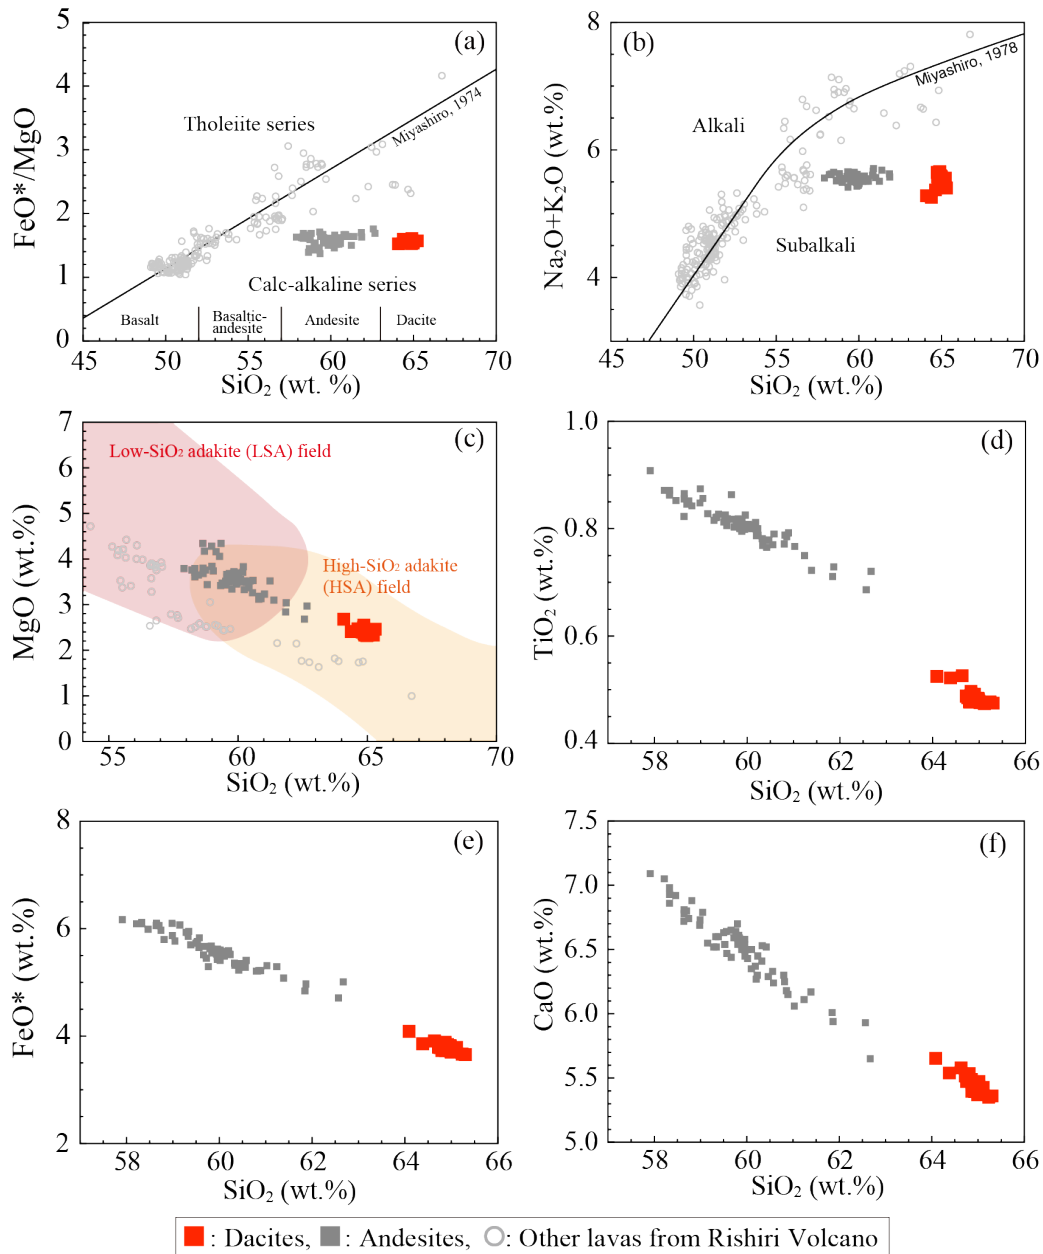 (a)
FeO*/MgO
5
4
3
2
1
0
Tholeiite series
Miyashiro, 1974
Calc-alkaline series
Basalt
Basaltic-
andesite
Andesite
Dacite
45 50 55 60 65 70
SiO₂ (wt. %)
(b)
Na₂O+K₂O (wt.%)
8
6
4
Alkali
Miyashiro, 1978
Subalkali
45 50 55 60 65 70
SiO₂ (wt.%)
(c)
MgO (wt.%)
7
6
5
4
3
2
1
0
Low-SiO₂ adakite (LSA) field
High-SiO₂ adakite
(HSA) field
55 60 65 70
SiO₂ (wt.%)
(d)
TiO₂ (wt.%)
1.0
0.8
0.6
0.4
58 60 62 64 66
SiO₂ (wt.%)
(e)
FeO* (wt.%)
8
6
4
2
58 60 62 64 66
SiO₂ (wt.%)
(f)
CaO (wt.%)
7.5
7.0
6.5
6.0
5.5
5.0
58 60 62 64 66
SiO₂ (wt.%)
: Dacites, : Andesites, : Other lavas from Rishiri Volcano